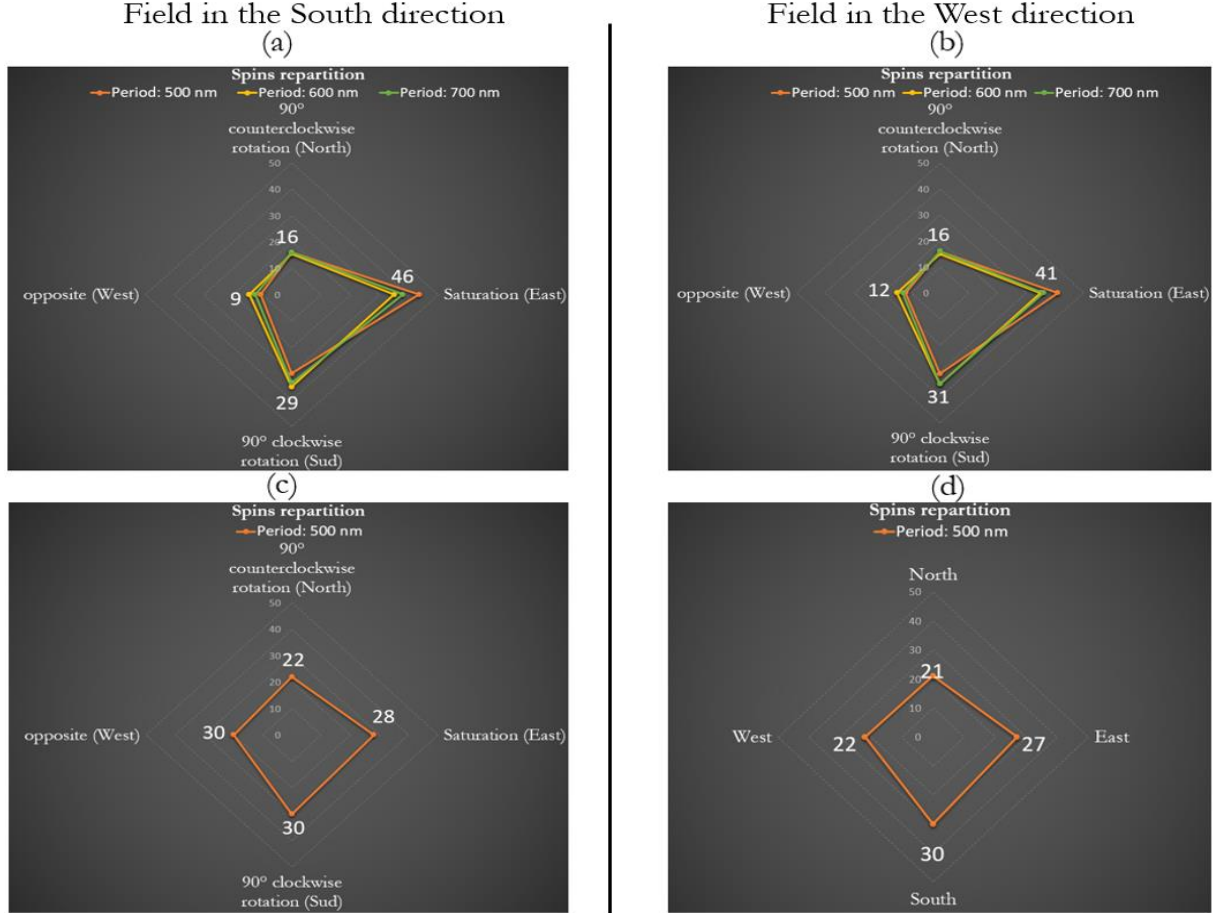 Field in the South direction
Field in the West direction
(a)
Spins repartition
Period: 500 nm Period: 600 nm Period: 700 nm
90°
counterclockwise
rotation (North)
50
40
30
20
10
0
16
46
Saturation (East)
opposite (West)
9
29
90° clockwise
rotation (Sud)
(b)
Spins repartition
Period: 500 nm Period: 600 nm Period: 700 nm
90°
counterclockwise
rotation (North)
50
40
30
20
10
0
16
41
Saturation (East)
opposite (West)
12
31
90° clockwise
rotation (Sud)
(c)
Spins repartition
Period: 500 nm
90°
counterclockwise
rotation (North)
50
40
30
20
10
0
22
28
Saturation (East)
opposite (West)
30
30
90° clockwise
rotation (Sud)
(d)
Spins repartition
Period: 500 nm
North
50
40
30
20
10
0
21
West
22
27
East
30
South